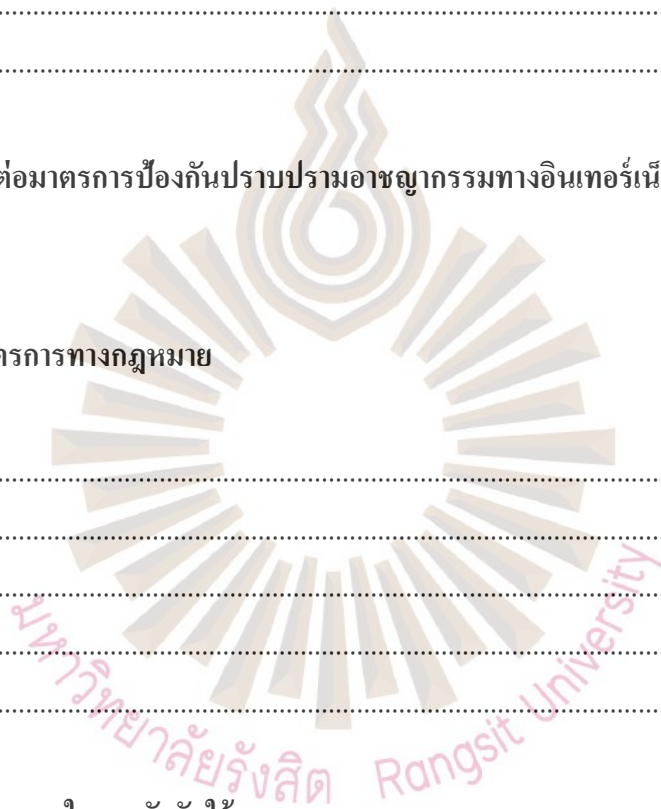 ต่อมาตรการป้องกันปราบปรามอาชญากรรมทางอินเทอร์เน็
ตรการทางกฎหมาย
มหาวิทยาลัยรังสิต Rangsit University